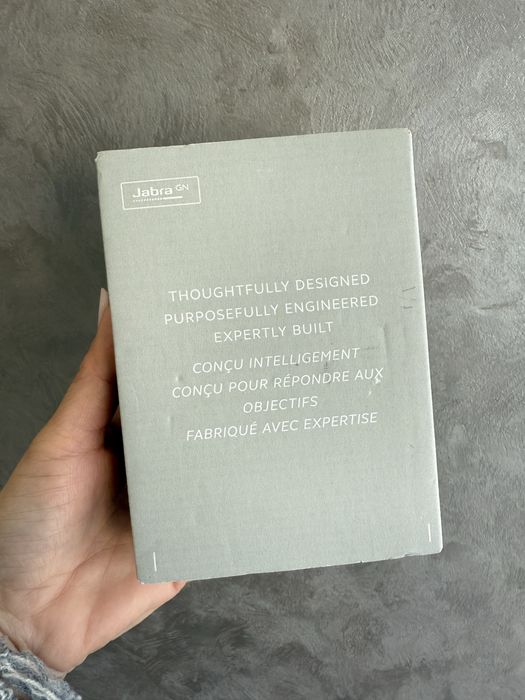 Jabra GN
THOUGHTFULLY DESIGNED
PURPOSEFULLY ENGINEERED
EXPERTLY BUILT
CONÇU INTELLIGEMENT
CONÇU POUR RÉPONDRE AUX
OBJECTIFS
FABRIQUÉ AVEC EXPERTISE